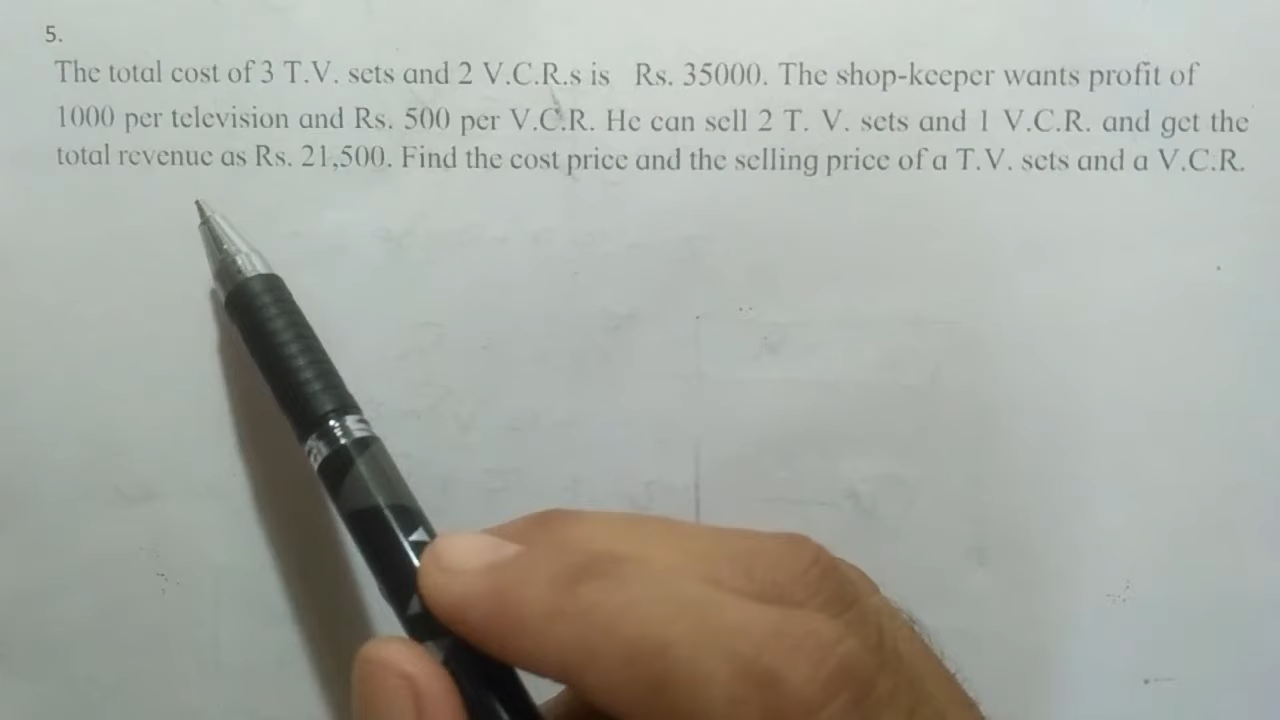 5.
The total cost of 3 T.V. sets and 2 V.C.R.s is Rs. 35000. The shop-keeper wants profit of
1000 per television and Rs. 500 per V.C.R. He can sell 2 T. V. sets and 1 V.C.R. and get the
total revenue as Rs. 21,500. Find the cost price and the selling price of a T.V. sets and a V.C.R.